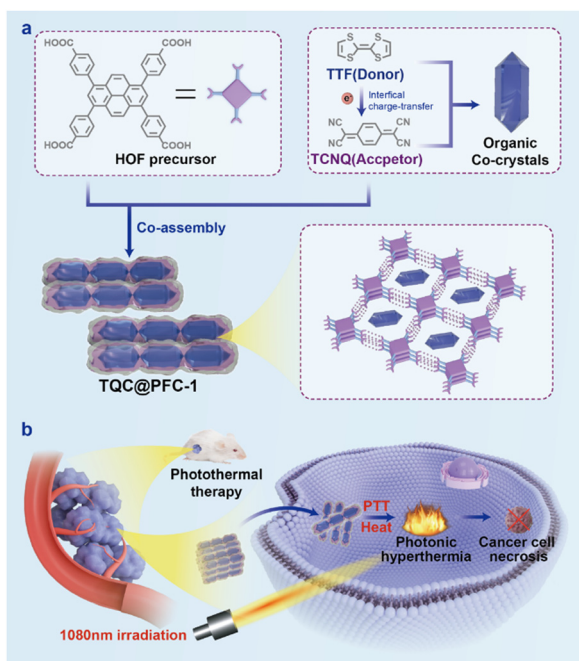 a
HOOC
COOH
HOOC
COOH
HOF precursor
TTF(Donor)
e-
Interfical
charge-transfer
NC
CN
NC
CN
TCNQ(Accpetor)
Organic
Co-crystals
Co-assembly
TQC@PFC-1
b
Photothermal
therapy
PTT
Heat
Photonic
hyperthermia
Cancer cell
necrosis
1080nm irradiation